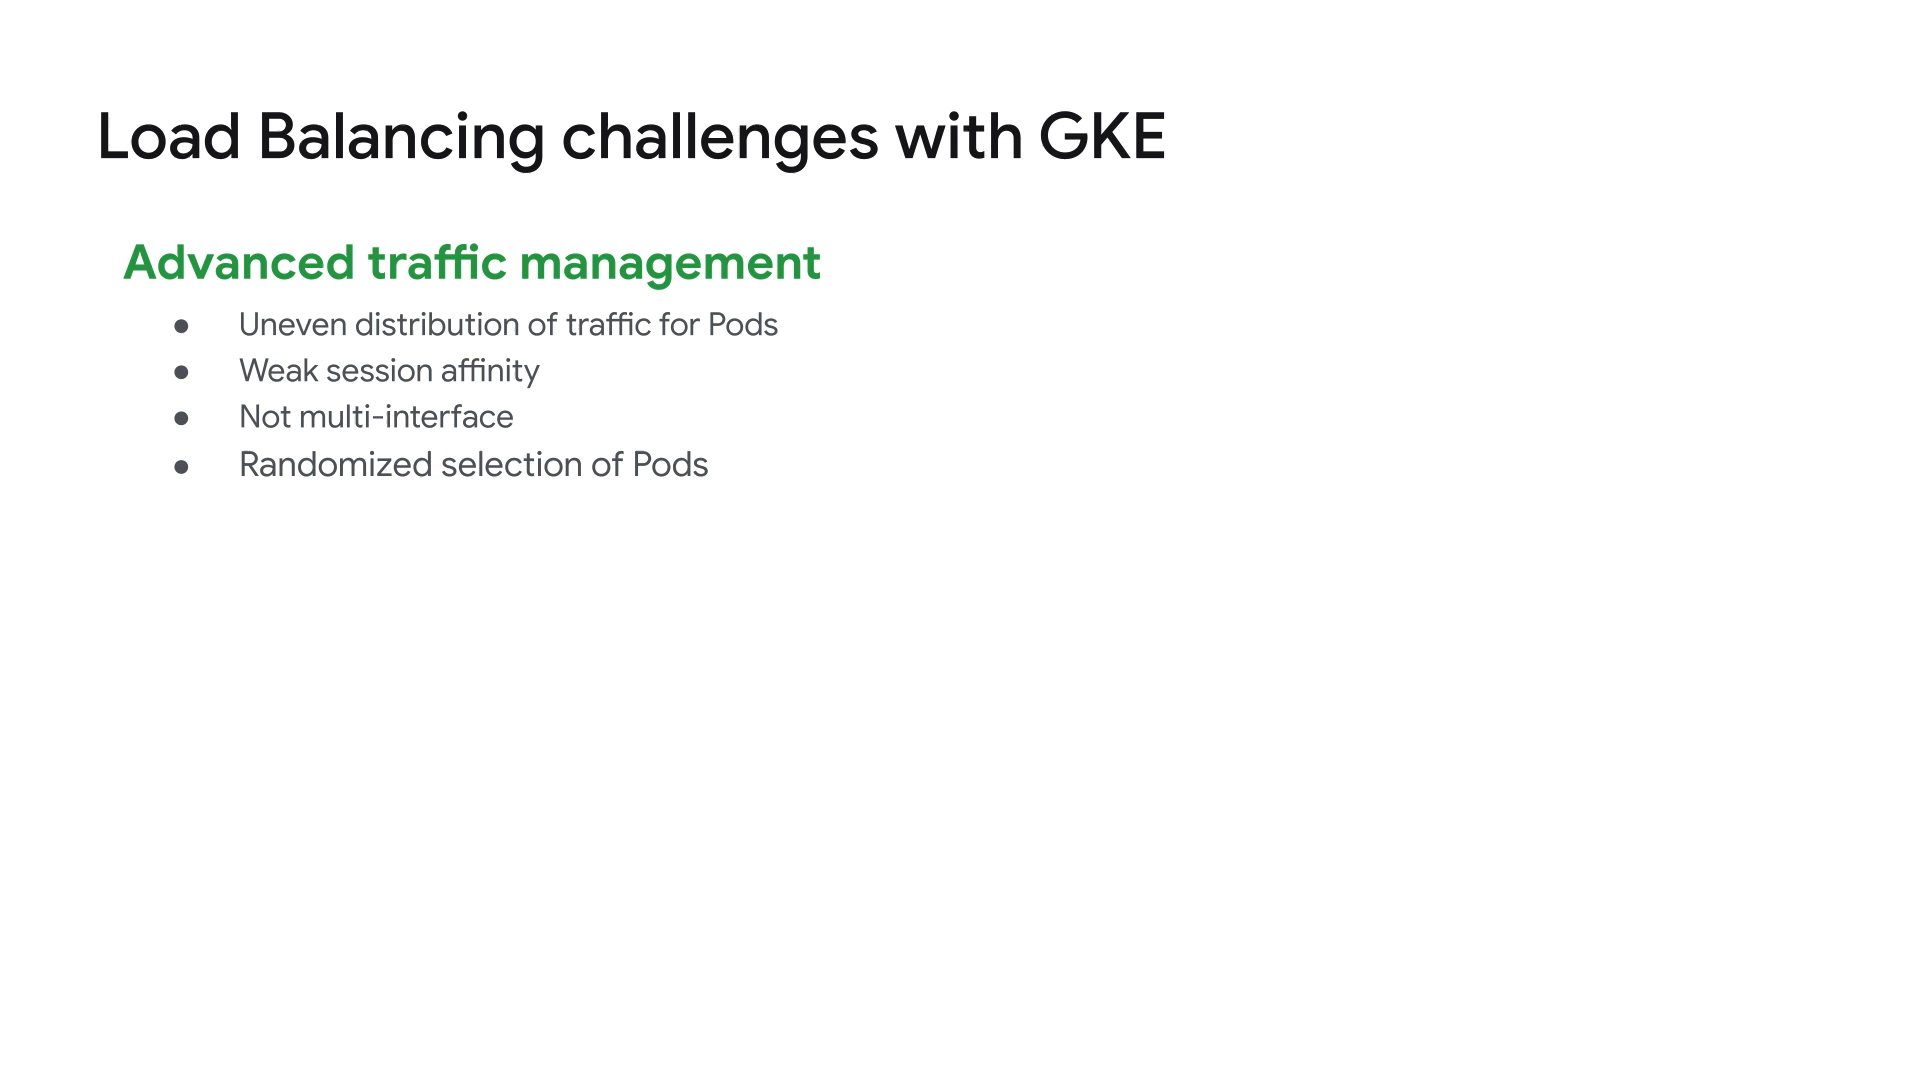 Load Balancing challenges with GKE
Advanced traffic management
● Uneven distribution of traffic for Pods
● Weak session affinity
● Not multi-interface
● Randomized selection of Pods